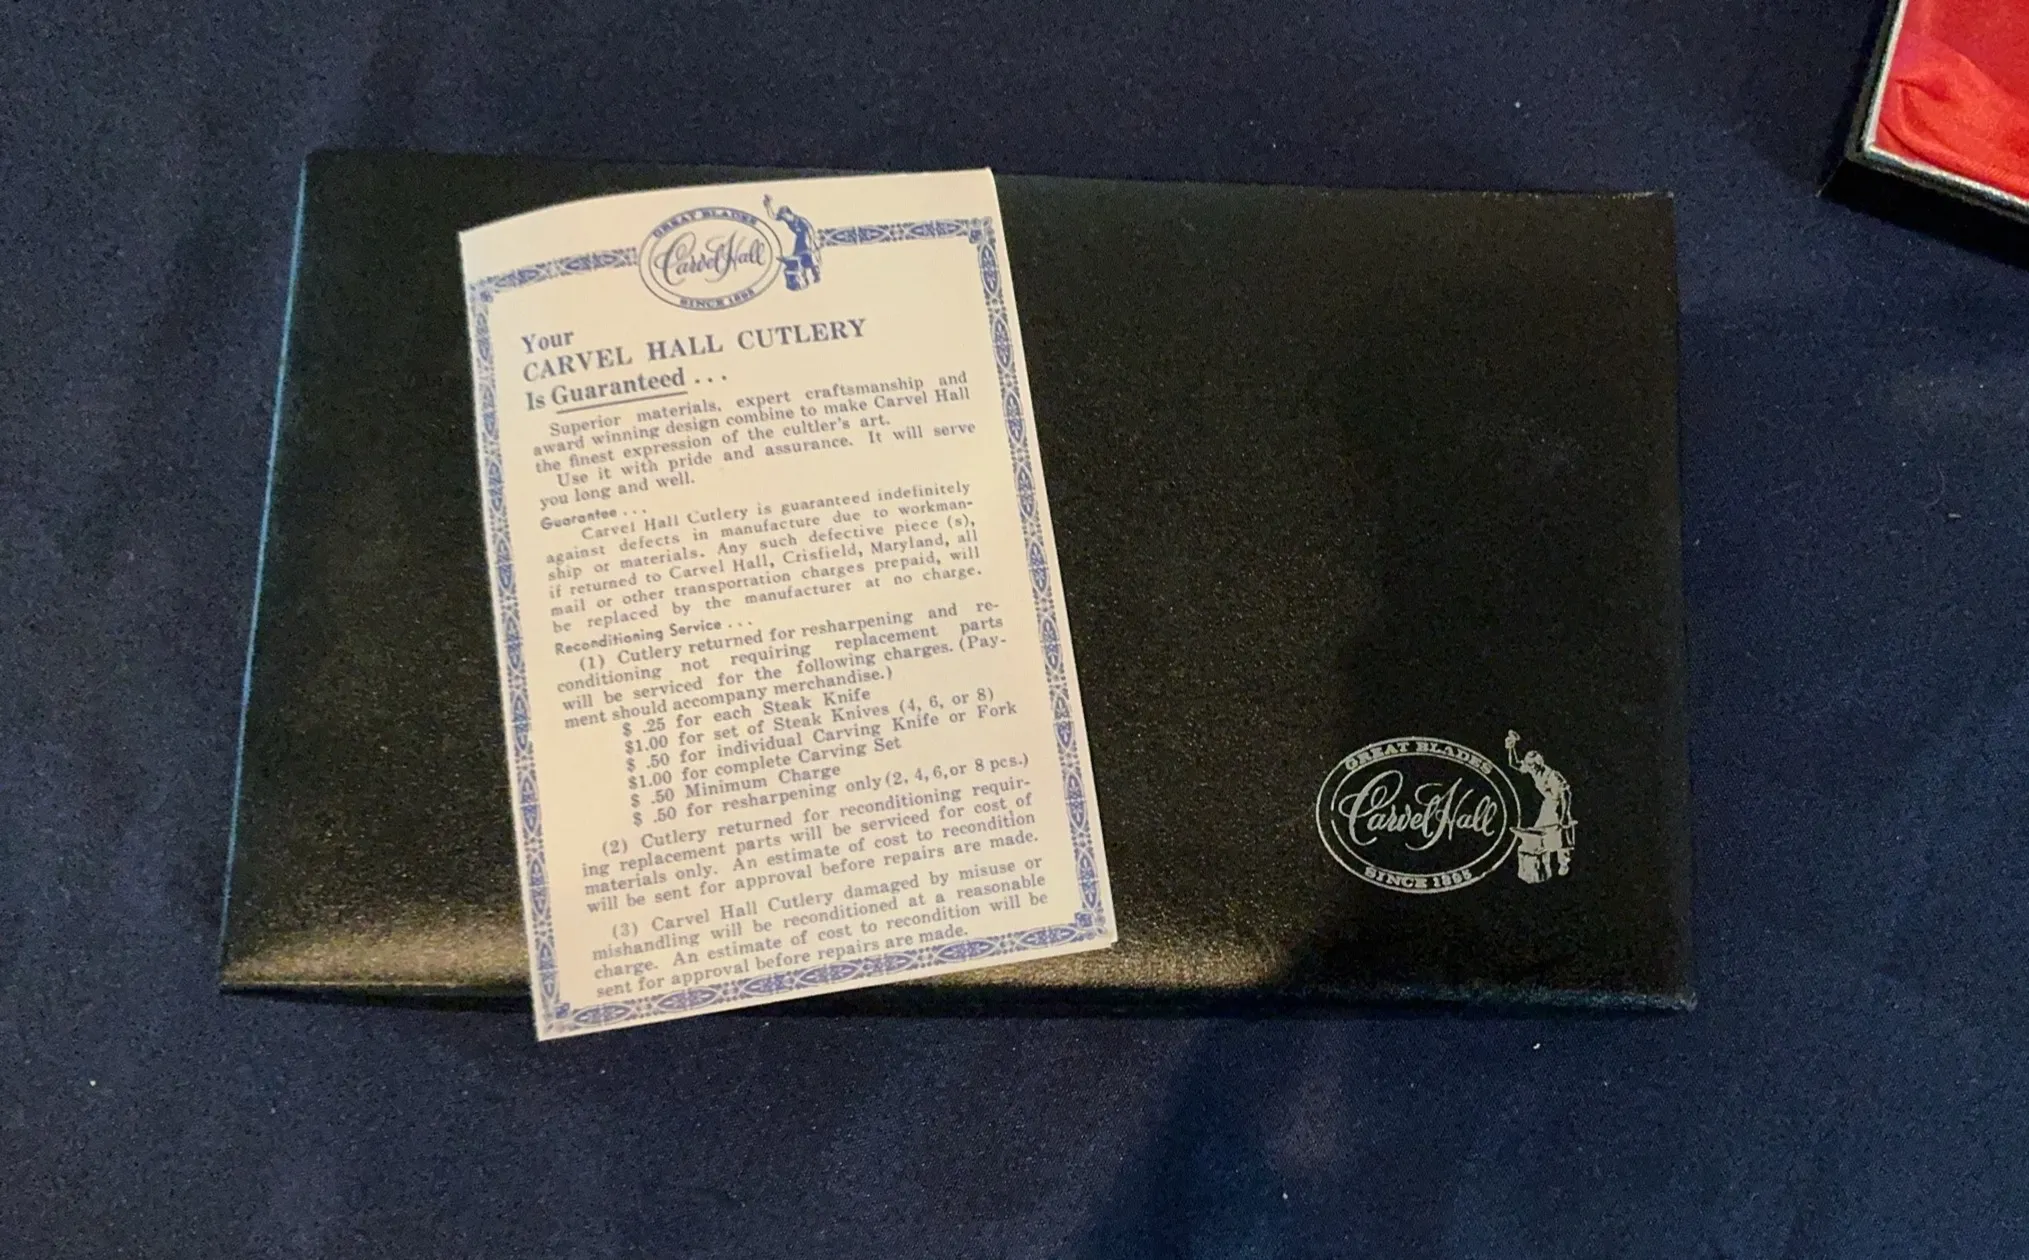 GREAT BLADES
Carvel Hall
SINCE 1895
Your
CARVEL HALL CUTLERY
Is Guaranteed . . .
Superior materials, expert craftsmanship and
award winning design combine to make Carvel Hall
the finest expression of the cultler's art.
Use it with pride and assurance. It will serve
you long and well.
Guarantee . . .
Carvel Hall Cutlery is guaranteed indefinitely
against defects in manufacture due to workman-
ship or materials. Any such defective piece (s),
if returned to Carvel Hall, Crisfield, Maryland, all
mail or other transportation charges prepaid, will
be replaced by the manufacturer at no charge.
Reconditioning Service . . .
(1) Cutlery returned for resharpening and re-
conditioning not requiring replacement parts
will be serviced for the following charges. (Pay-
ment should accompany merchandise.)
$ .25 for each Steak Knife
$1.00 for set of Steak Knives (4, 6, or 8)
$ .50 for individual Carving Knife or Fork
$1.00 for complete Carving Set
$ .50 Minimum Charge
$ .50 for resharpening only (2, 4, 6, or 8 pcs.)
(2) Cutlery returned for reconditioning requir-
ing replacement parts will be serviced for cost of
materials only. An estimate of cost to recondition
will be sent for approval before repairs are made.
(3) Carvel Hall Cutlery damaged by misuse or
mishandling will be reconditioned at a reasonable
charge. An estimate of cost to recondition will be
sent for approval before repairs are made.
GREAT BLADES
Carvel Hall
SINCE 1895